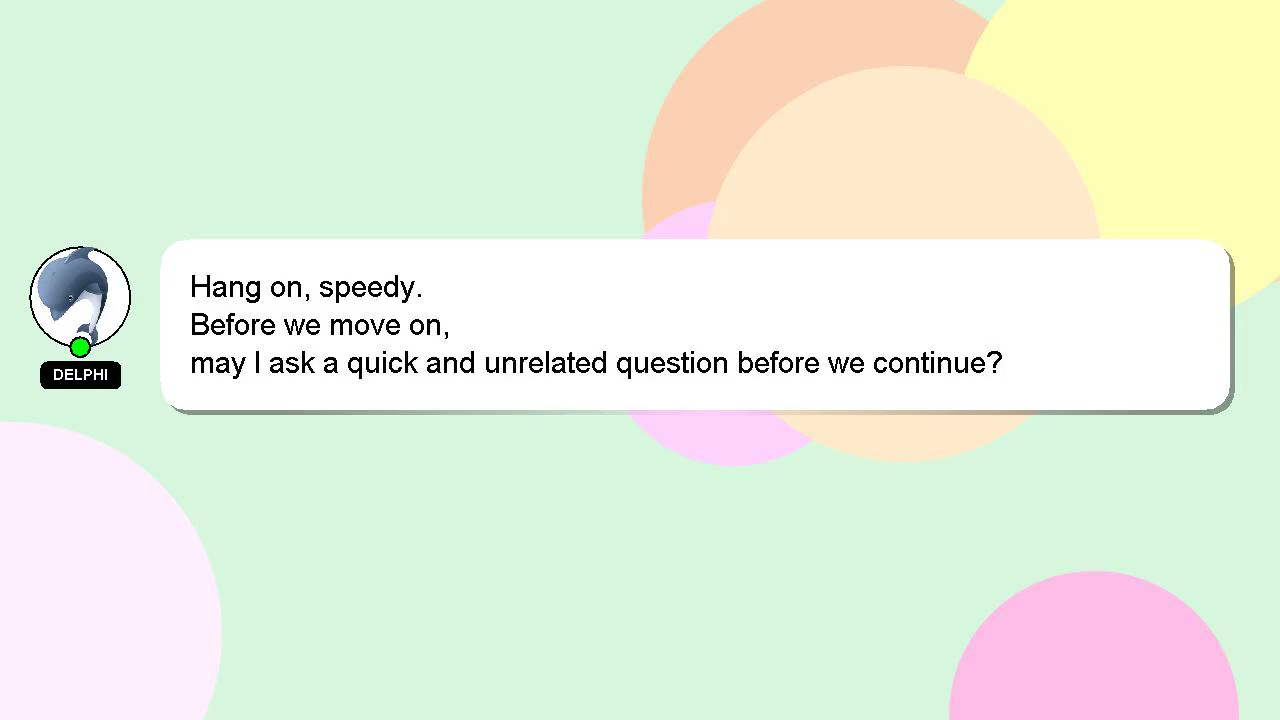 Hang on, speedy.
Before we move on,
may I ask a quick and unrelated question before we continue?
DELPHI